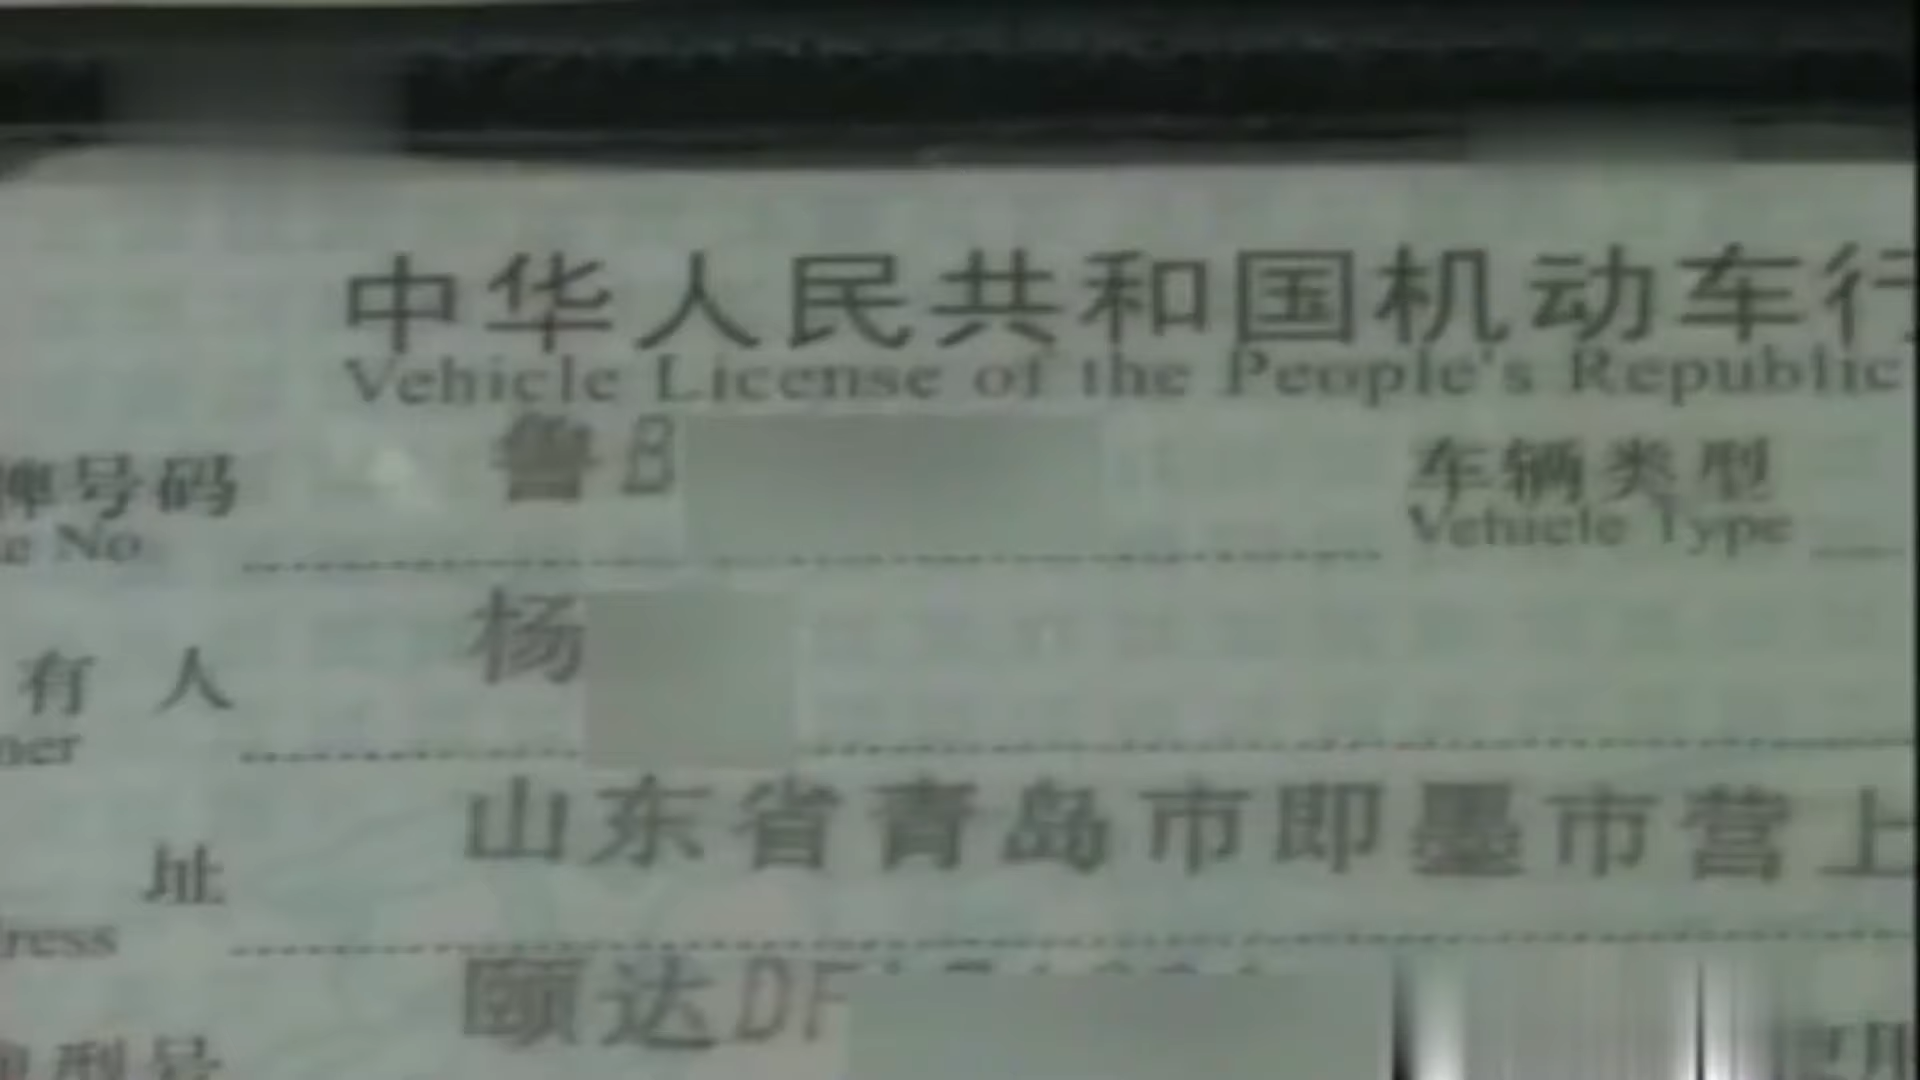 中华人民共和国机动车行
Vehicle License of the People's Republic
牌号码 鲁B 车辆类型
e No. Vehicle Type
有人 杨
ner
址 山东省青岛市即墨市营上
ress
颐达DF
型号